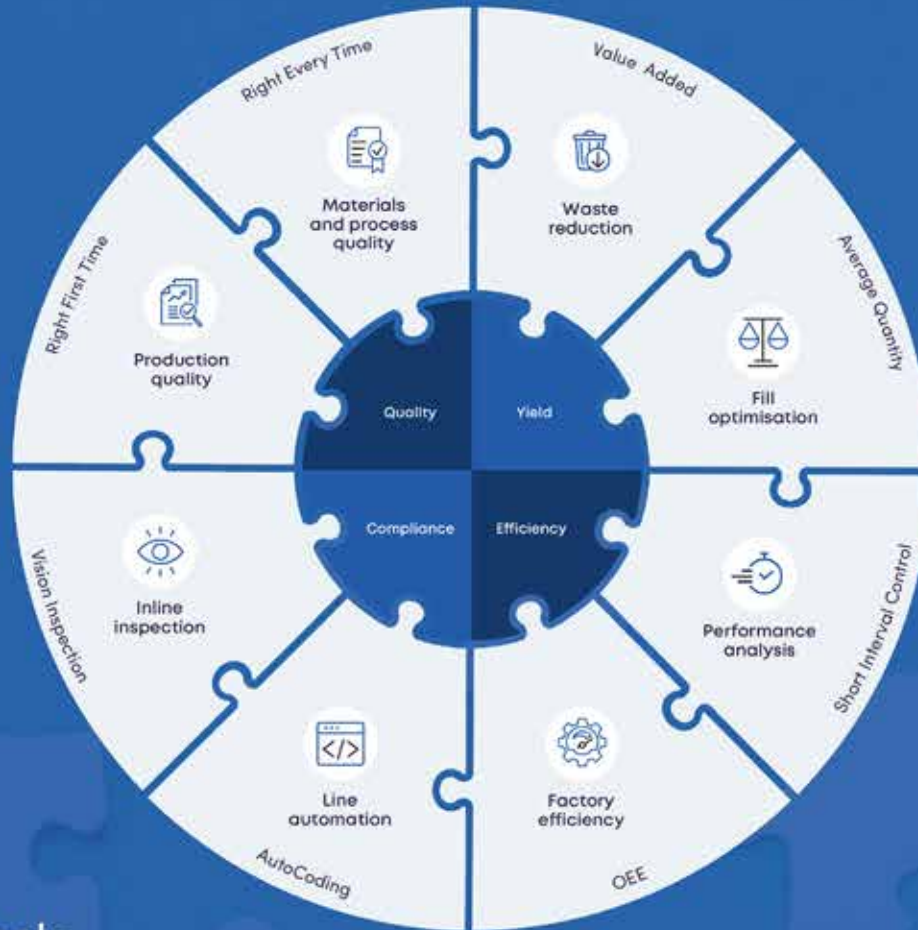 Right Every Time
Value Added
Materials
and process
quality
Waste
reduction
Right First Time
Average Quantity
Production
quality
Fill
optimisation
Quality
Yield
Compliance
Efficiency
Vision Inspection
Inline
inspection
Performance
analysis
Short Interval Control
</>
Line
automation
Factory
efficiency
AutoCoding
OEE